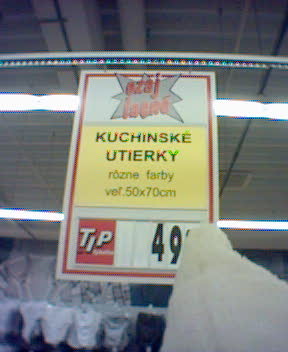 KUCHINSKÉ
UTIERKY
rôzne farby
veľ.50x70cm
TIP
49